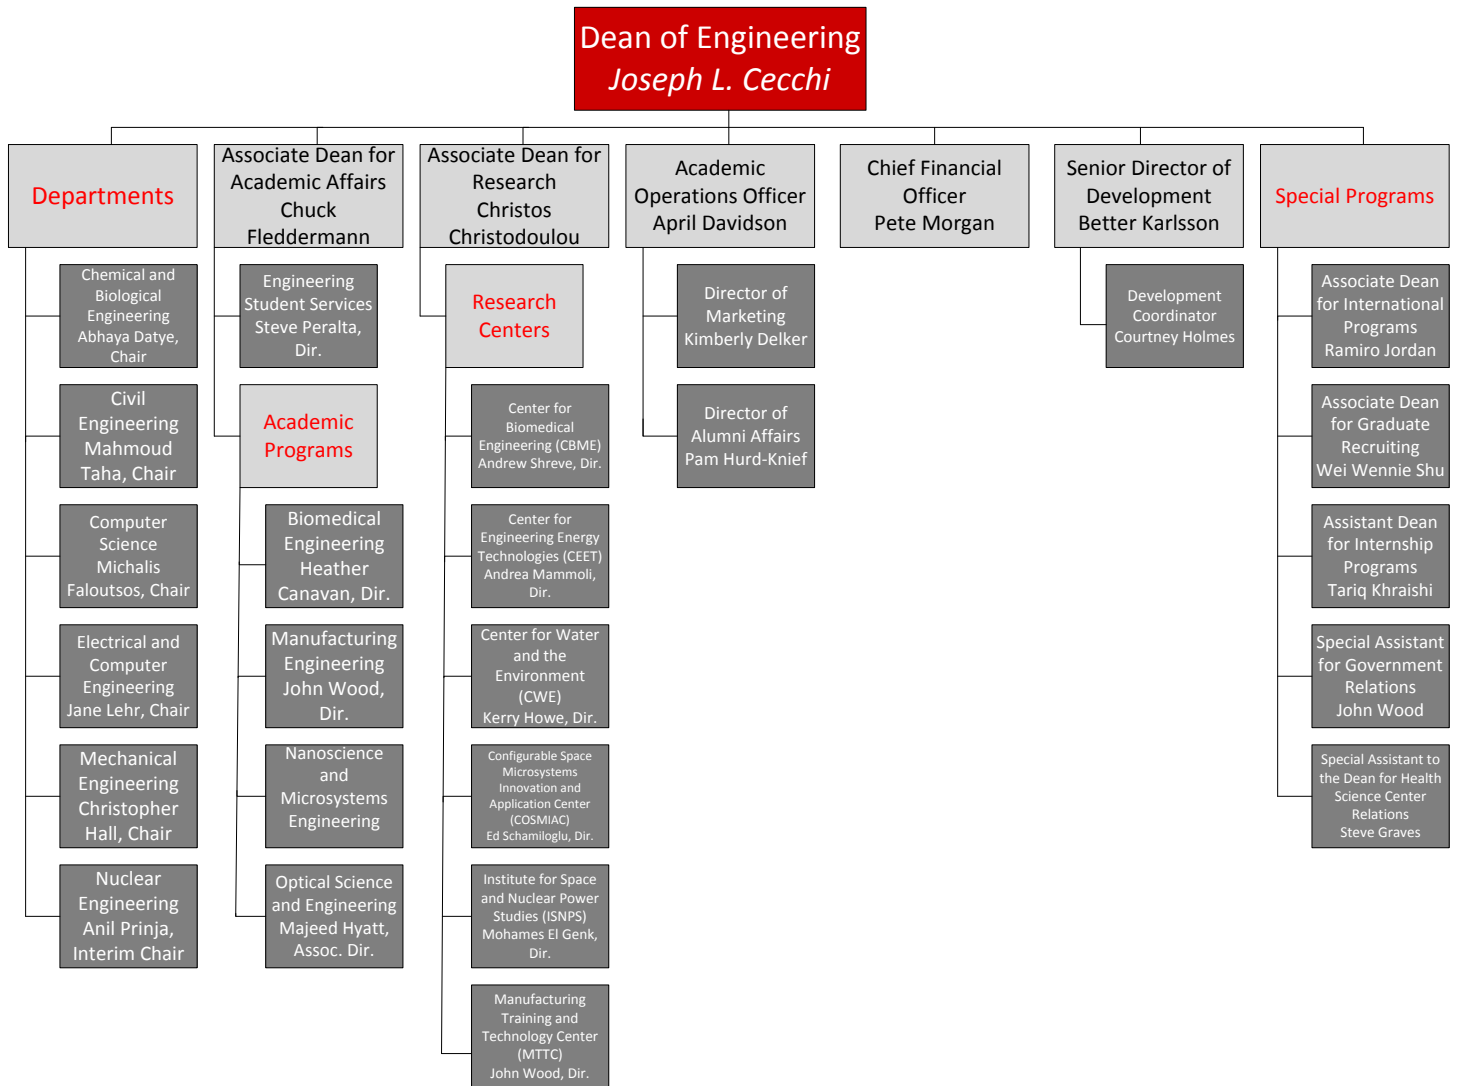 Dean of Engineering
Joseph L. Cecchi
Departments
Chemical and
Biological
Engineering
Abhaya Datye,
Chair
Civil
Engineering
Mahmoud
Taha, Chair
Computer
Science
Michalis
Faloutsos, Chair
Electrical and
Computer
Engineering
Jane Lehr, Chair
Mechanical
Engineering
Christopher
Hall, Chair
Nuclear
Engineering
Anil Prinja,
Interim Chair
Associate Dean for
Academic Affairs
Chuck
Fleddermann
Engineering
Student Services
Steve Peralta,
Dir.
Academic
Programs
Biomedical
Engineering
Heather
Canavan, Dir.
Manufacturing
Engineering
John Wood,
Dir.
Nanoscience
and
Microsystems
Engineering
Optical Science
and Engineering
Majeed Hyatt,
Assoc. Dir.
Associate Dean for
Research
Christos
Christodoulou
Research
Centers
Center for
Biomedical
Engineering (CBME)
Andrew Shreve, Dir.
Center for
Engineering Energy
Technologies (CEET)
Andrea Mammoli,
Dir.
Center for Water
and the
Environment
(CWE)
Kerry Howe, Dir.
Configurable Space
Microsystems
Innovation and
Application Center
(COSMIAC)
Ed Schamiloglu, Dir.
Institute for Space
and Nuclear Power
Studies (ISNPS)
Mohames El Genk,
Dir.
Manufacturing
Training and
Technology Center
(MTTC)
John Wood, Dir.
Academic
Operations Officer
April Davidson
Director of
Marketing
Kimberly Delker
Director of
Alumni Affairs
Pam Hurd-Knief
Chief Financial
Officer
Pete Morgan
Senior Director of
Development
Better Karlsson
Development
Coordinator
Courtney Holmes
Special Programs
Associate Dean
for International
Programs
Ramiro Jordan
Associate Dean
for Graduate
Recruiting
Wei Wennie Shu
Assistant Dean
for Internship
Programs
Tariq Khraishi
Special Assistant
for Government
Relations
John Wood
Special Assistant to
the Dean for Health
Science Center
Relations
Steve Graves